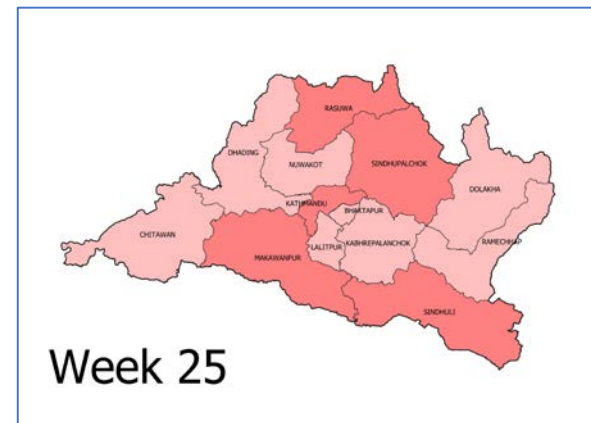 RASUWA
DHADING
NUWAKOT
SINDHUPALCHOK
DOLAKHA
KATHMANDU
BHAKTAPUR
CHITAWAN
LALITPUR
KABHREPALANCHOK
RAMECHHAP
MAKAWANPUR
SINDHULI
Week 25